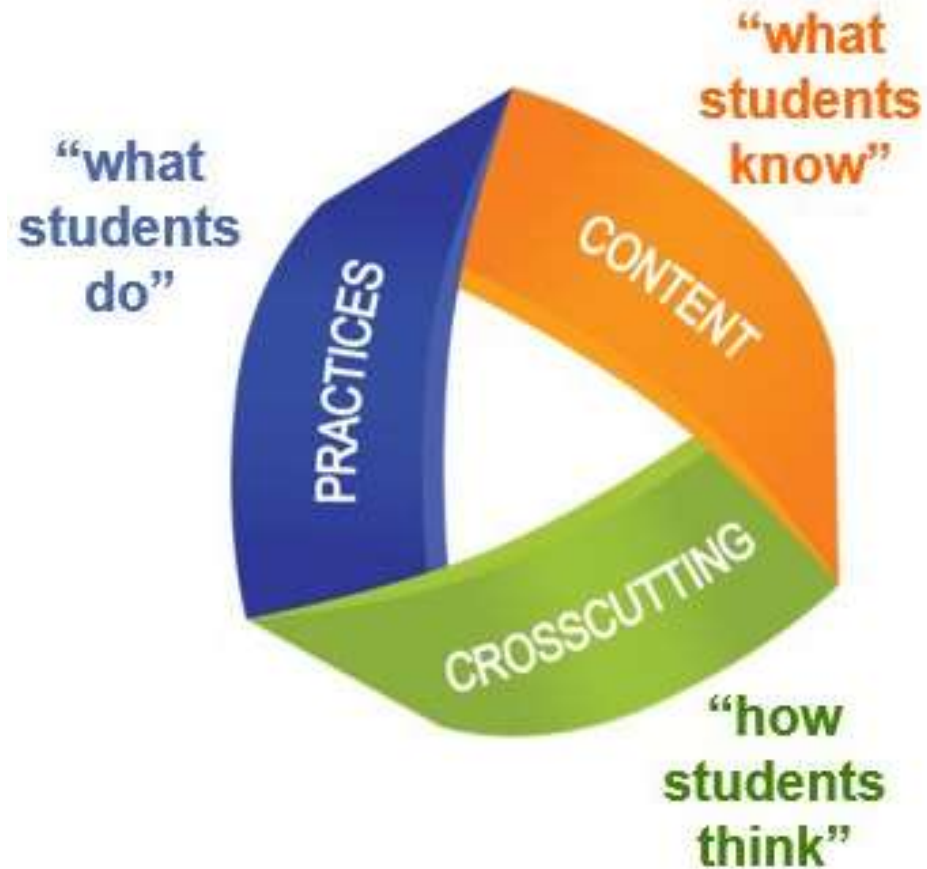 “what
students
do”
PRACTICES
“what
students
know”
CONTENT
CROSSCUTTING
“how
students
think”